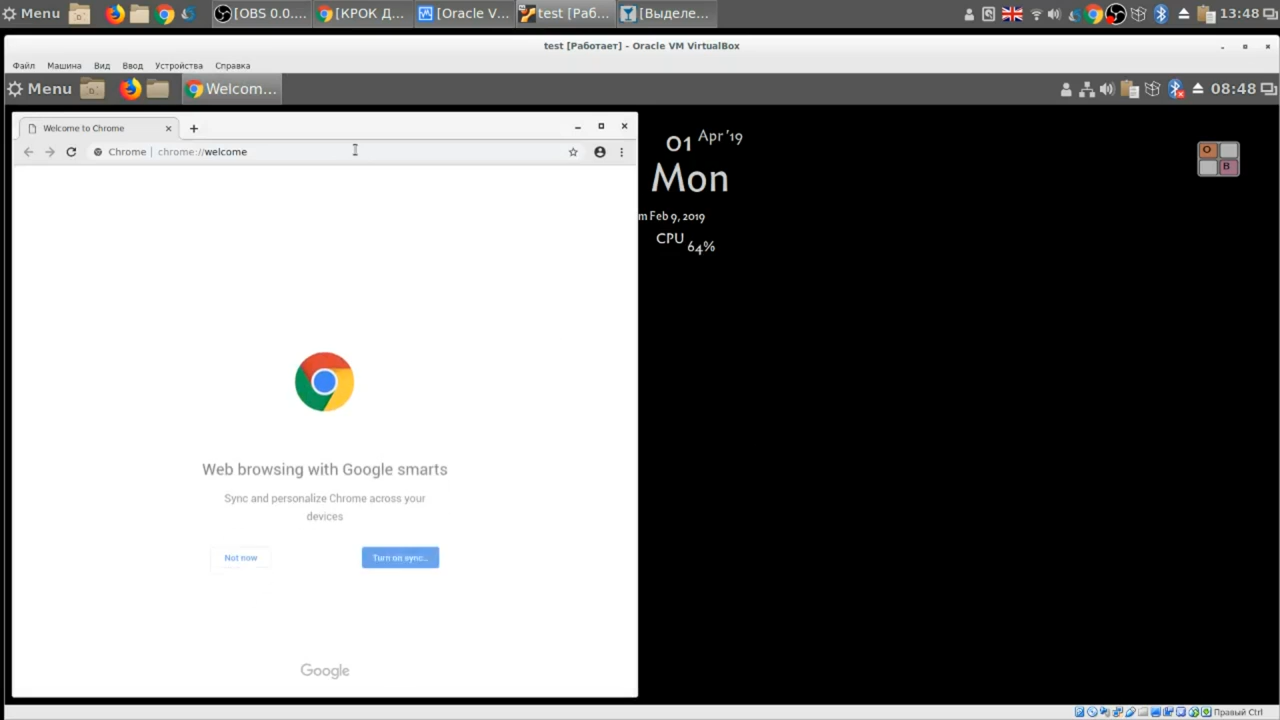 Menu
[OBS 0.0....
[КРОК Д...
[Oracle V...
test [Раб...
[Выделе...
13:48
test [Работает] - Oracle VM VirtualBox
Файл Машина Вид Ввод Устройства Справка
Menu
Welcom...
08:48
Welcome to Chrome
Chrome | chrome://welcome
01 Apr '19
Mon
m Feb 9, 2019
CPU 64%
O
B
Web browsing with Google smarts
Sync and personalize Chrome across your
devices
Not now
Turn on sync...
Google
Правый Ctrl